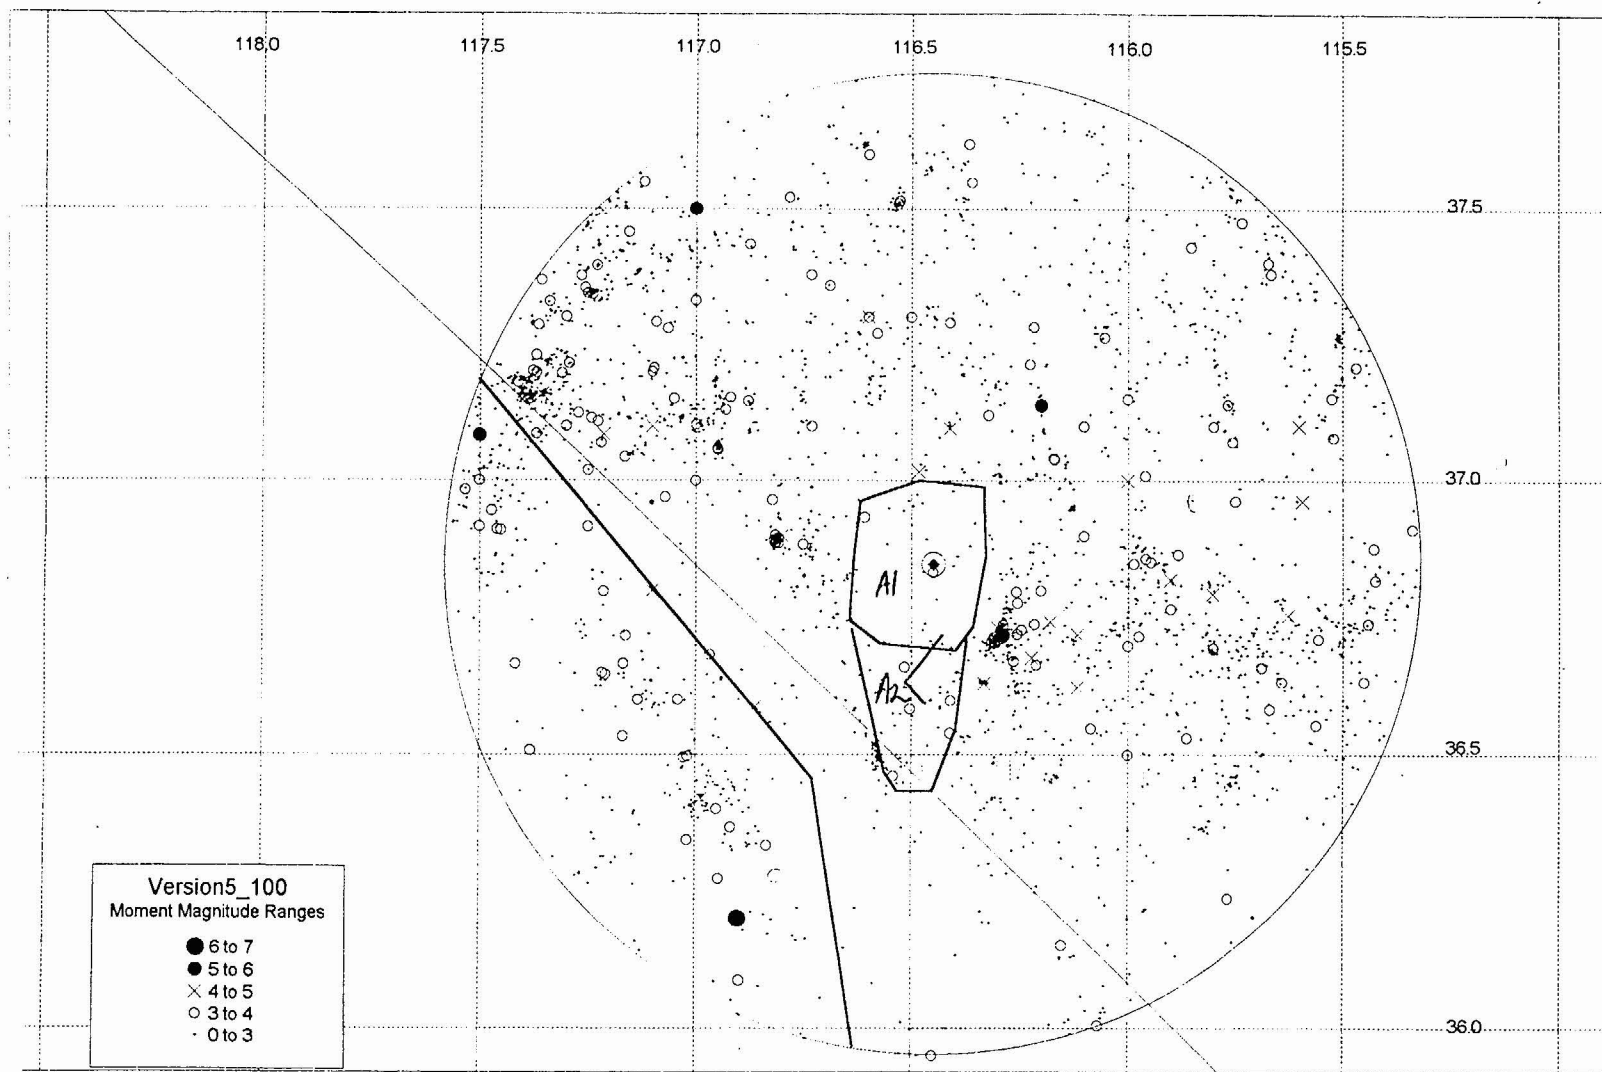 118.0 117.5 117.0 116.5 116.0 115.5
37.5
37.0
A1
A2
36.5
36.0
Version5_100
Moment Magnitude Ranges
6 to 7
5 to 6
4 to 5
3 to 4
0 to 3